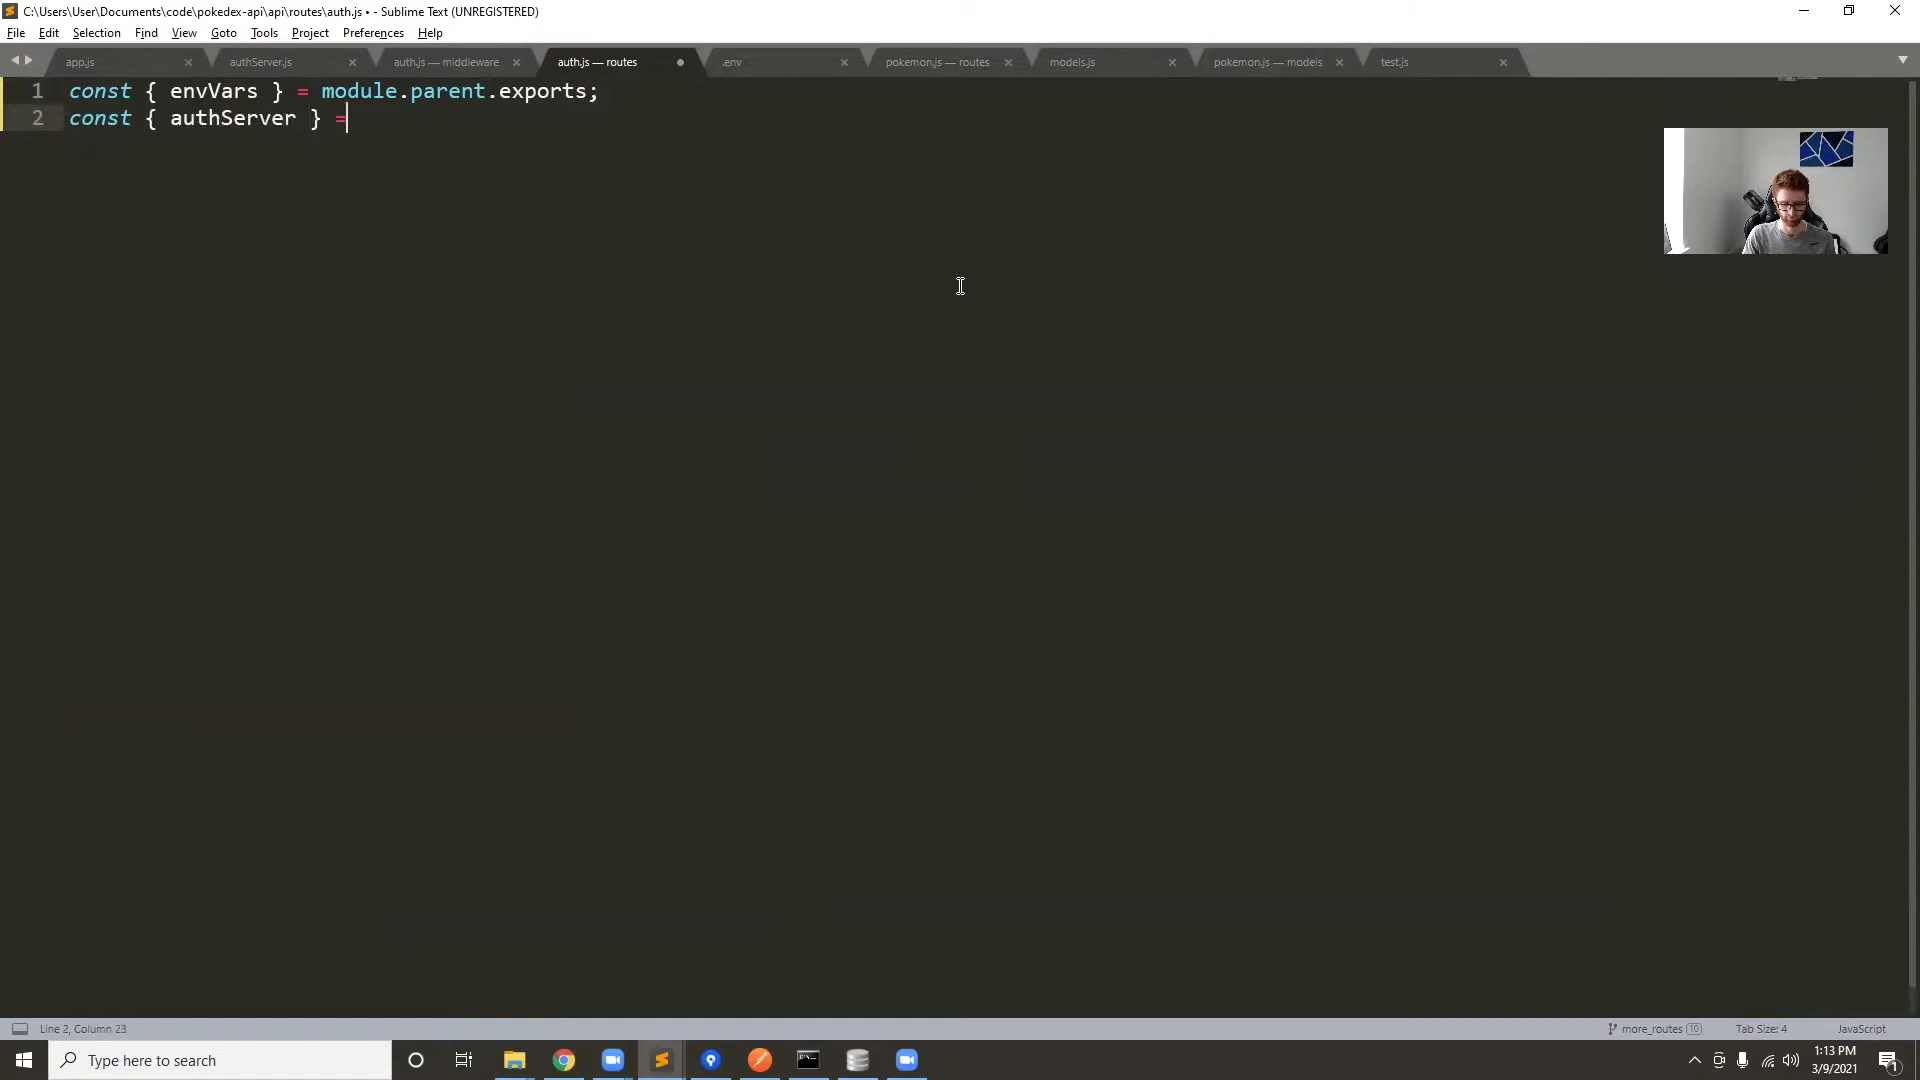 C:\Users\User\Documents\code\pokedex-api\api\routes\auth.js • - Sublime Text (UNREGISTERED)
File Edit Selection Find View Goto Tools Project Preferences Help
app.js authServer.js auth.js — middleware auth.js — routes .env pokemon.js — routes models.js pokemon.js — models test.js
1 const { envVars } = module.parent.exports;
2 const { authServer } =
Line 2, Column 23 more_routes 10 Tab Size: 4 JavaScript
Type here to search
1:13 PM
3/9/2021
1